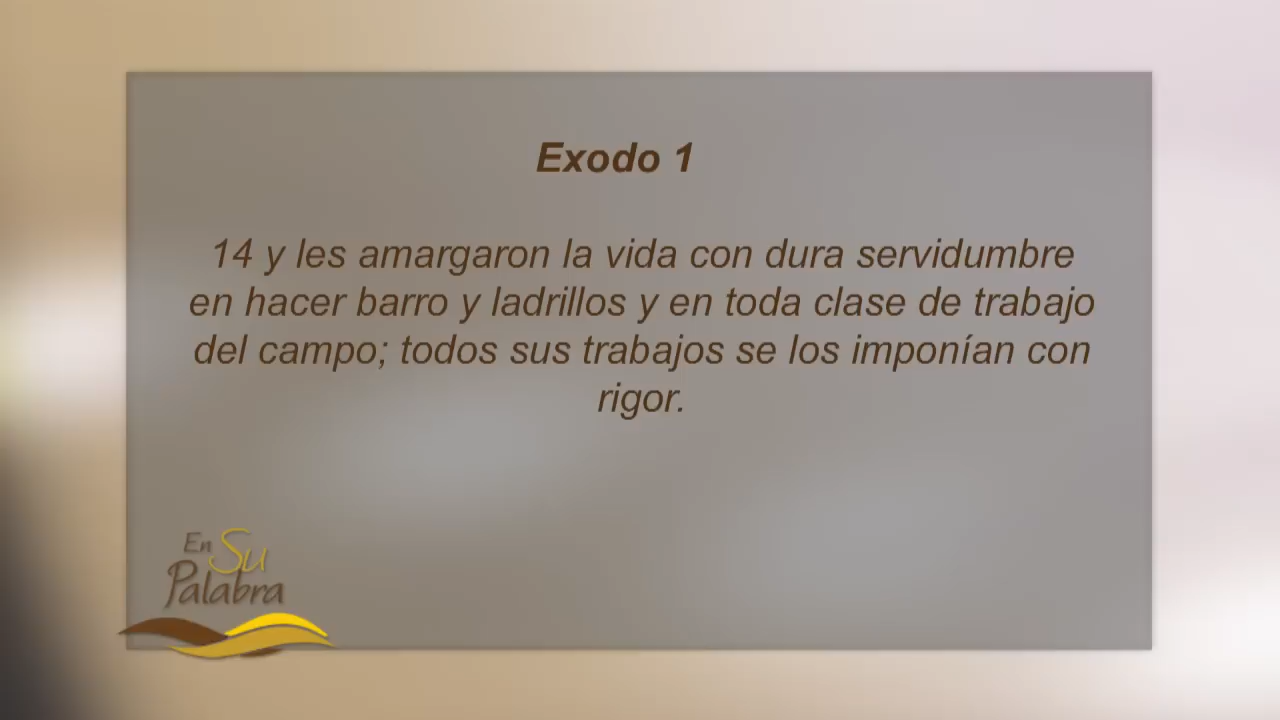 Exodo 1
14 y les amargaron la vida con dura servidumbre
en hacer barro y ladrillos y en toda clase de trabajo
del campo; todos sus trabajos se los imponían con
rigor.
En Su
Palabra